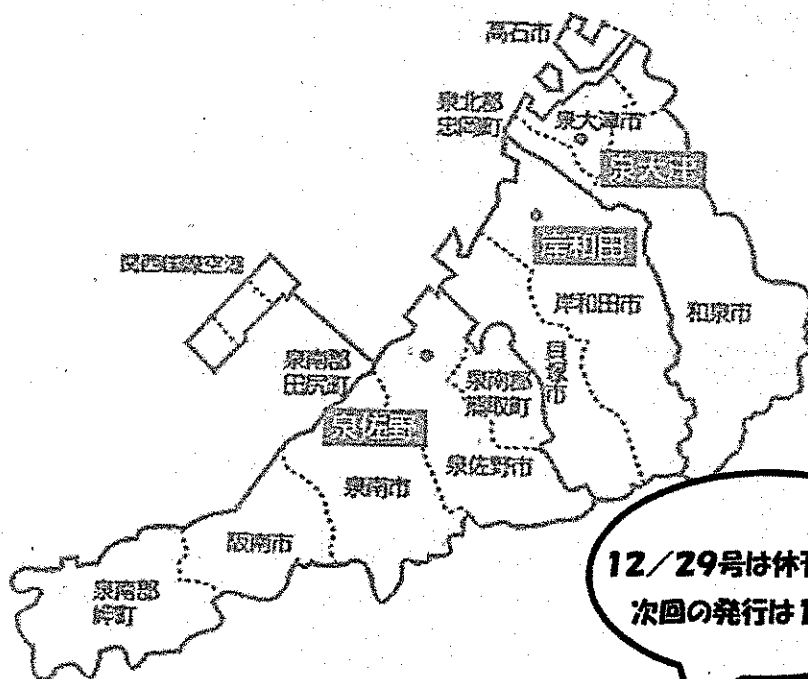 高石市
泉北郡
忠岡町
泉大津市
泉大津
岸和田
関西国際空港
岸和田市
和泉市
貝塚市
泉南郡
田尻町
泉南郡
熊取町
泉佐野
泉佐野市
泉南市
阪南市
泉南郡
岬町
12/29号は休刊
次回の発行は1